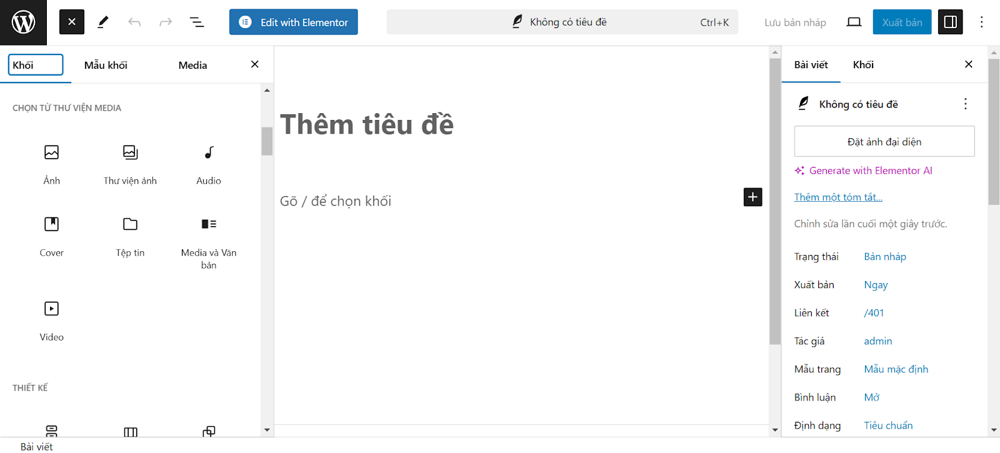 Edit with Elementor
Không có tiêu đề
Ctrl+K
Lưu bản nháp
Xuất bản
Khối
Mẫu khối
Media
CHỌN TỪ THƯ VIỆN MEDIA
Ảnh
Thư viện ảnh
Audio
Cover
Tệp tin
Media và Văn
bản
Video
THIẾT KẾ
Thêm tiêu đề
Gõ / để chọn khối
Bài viết
Khối
Không có tiêu đề
Đặt ảnh đại diện
Generate with Elementor AI
Thêm một tóm tắt...
Chỉnh sửa lần cuối một giây trước.
Trạng thái Bản nháp
Xuất bản Ngay
Liên kết /401
Tác giả admin
Mẫu trang Mẫu mặc định
Bình luận Mở
Định dạng Tiêu chuẩn
Bài viết